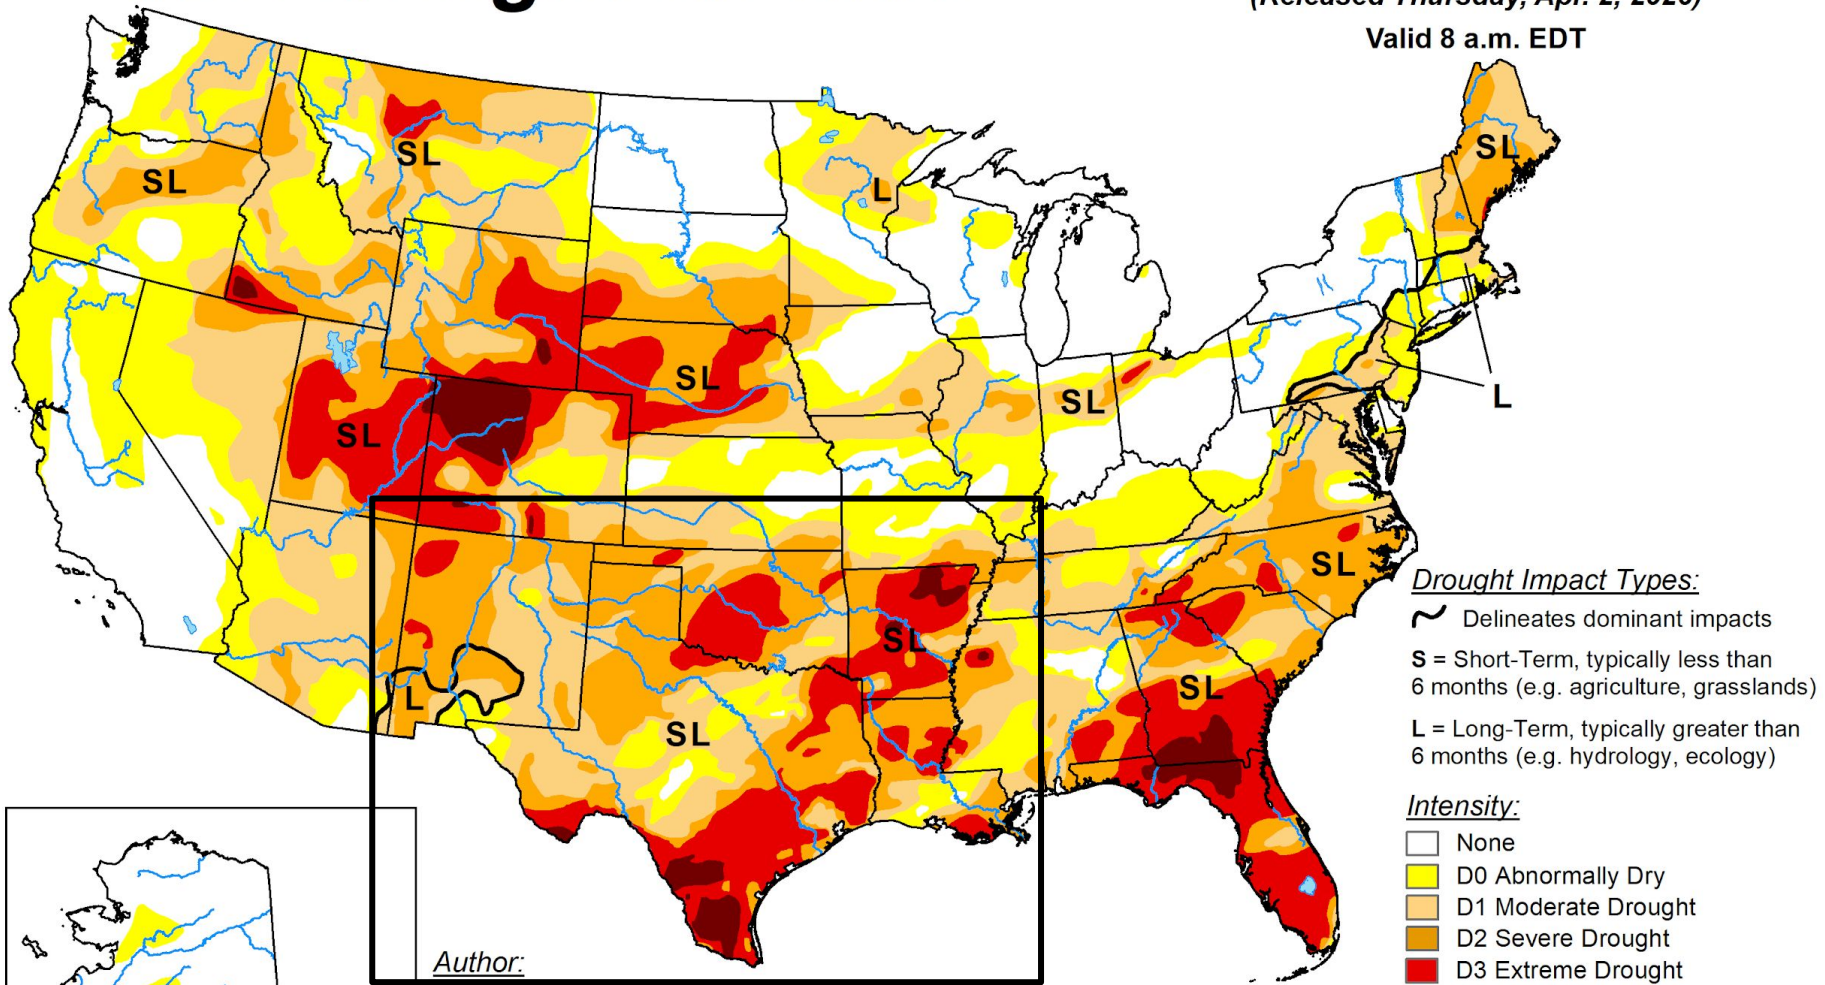 Valid 8 a.m. EDT
SL
SL
SL
L
SL
SL
SL
L
SL
SL
SL
L
SL
SL
Drought Impact Types:
Delineates dominant impacts
S = Short-Term, typically less than
6 months (e.g. agriculture, grasslands)
L = Long-Term, typically greater than
6 months (e.g. hydrology, ecology)
Intensity:
None
D0 Abnormally Dry
D1 Moderate Drought
D2 Severe Drought
D3 Extreme Drought
Author: